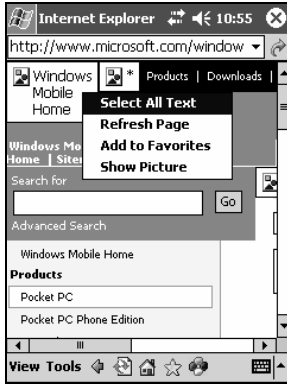 Internet Explorer 10:55
http://www.microsoft.com/window
Windows Mobile Home
* Products | Downloads |
Select All Text
Refresh Page
Add to Favorites
Show Picture
Windows Mo
Home | Site
Search for
Go
Advanced Search
Windows Mobile Home
Products
Pocket PC
Pocket PC Phone Edition
View Tools